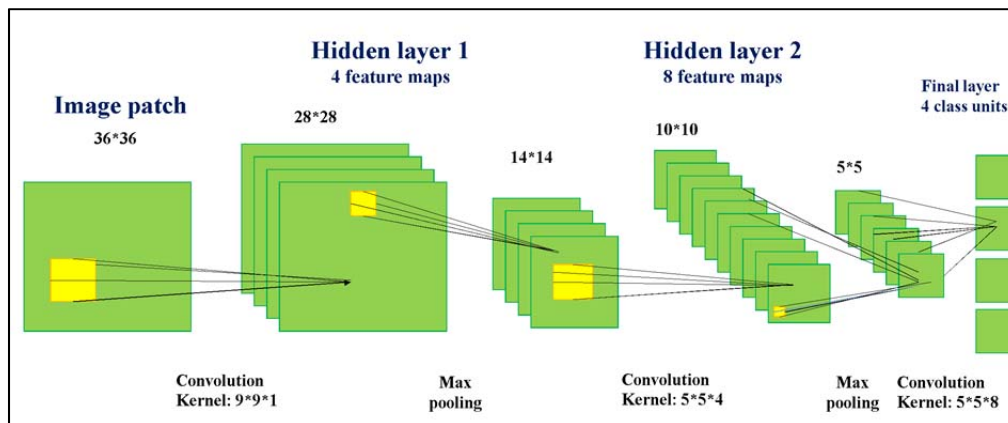 Hidden layer 1
4 feature maps
Hidden layer 2
8 feature maps
Final layer
4 class units
Image patch
36*36
28*28
14*14
10*10
5*5
Convolution
Kernel: 9*9*1
Max
pooling
Convolution
Kernel: 5*5*4
Max
pooling
Convolution
Kernel: 5*5*8